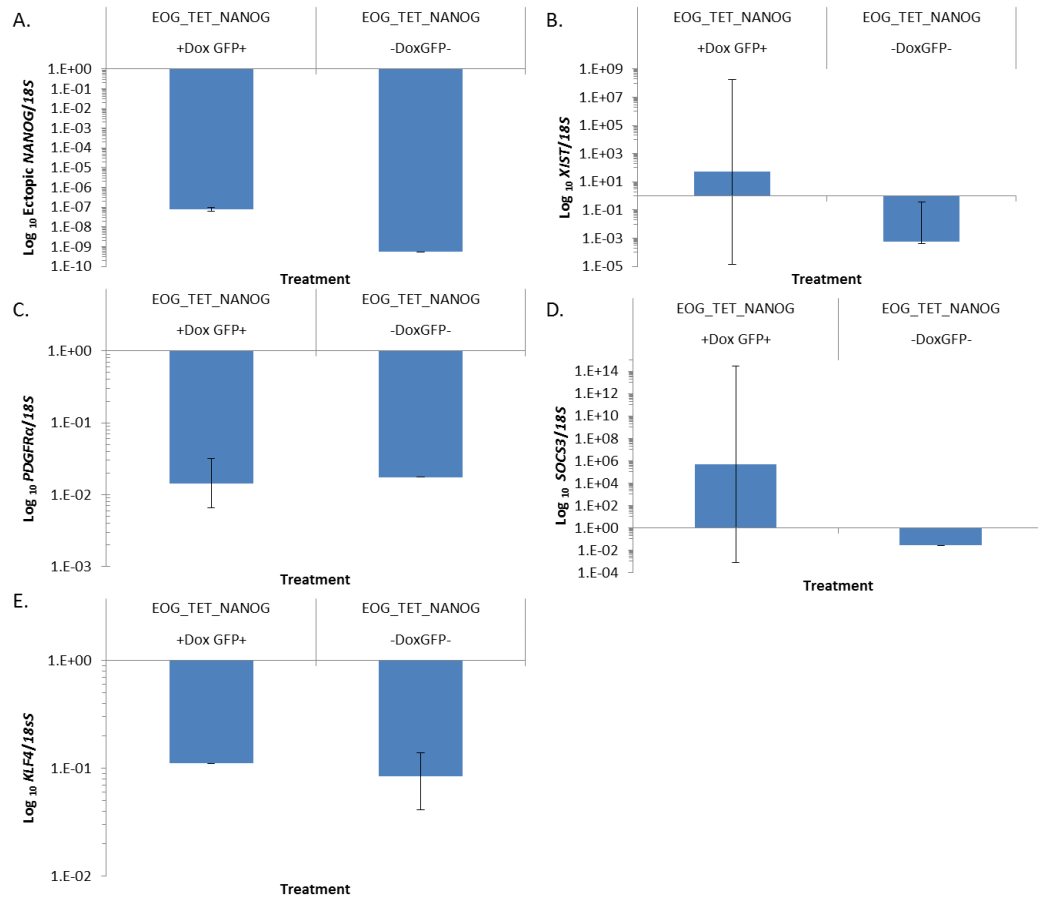 A.
EOG_TET_NANOG EOG_TET_NANOG
+Dox GFP+ -DoxGFP-
1.E+00
1.E-01
1.E-02
1.E-03
1.E-04
1.E-05
1.E-06
1.E-07
1.E-08
1.E-09
1.E-10
Log 10 Ectopic NANOG/18S
Treatment
B.
EOG_TET_NANOG EOG_TET_NANOG
+Dox GFP+ -DoxGFP-
1.E+09
1.E+07
1.E+05
1.E+03
1.E+01
1.E-01
1.E-03
1.E-05
Log 10 XIST/18S
Treatment
C.
EOG_TET_NANOG EOG_TET_NANOG
+Dox GFP+ -DoxGFP-
1.E+00
1.E-01
1.E-02
1.E-03
Log 10 PDGFRα/18S
Treatment
D.
EOG_TET_NANOG EOG_TET_NANOG
+Dox GFP+ -DoxGFP-
1.E+14
1.E+12
1.E+10
1.E+08
1.E+06
1.E+04
1.E+02
1.E+00
1.E-02
1.E-04
Log 10 SOCS3/18S
Treatment
E.
EOG_TET_NANOG EOG_TET_NANOG
+Dox GFP+ -DoxGFP-
1.E+00
1.E-01
1.E-02
Log 10 KLF4/18sS
Treatment